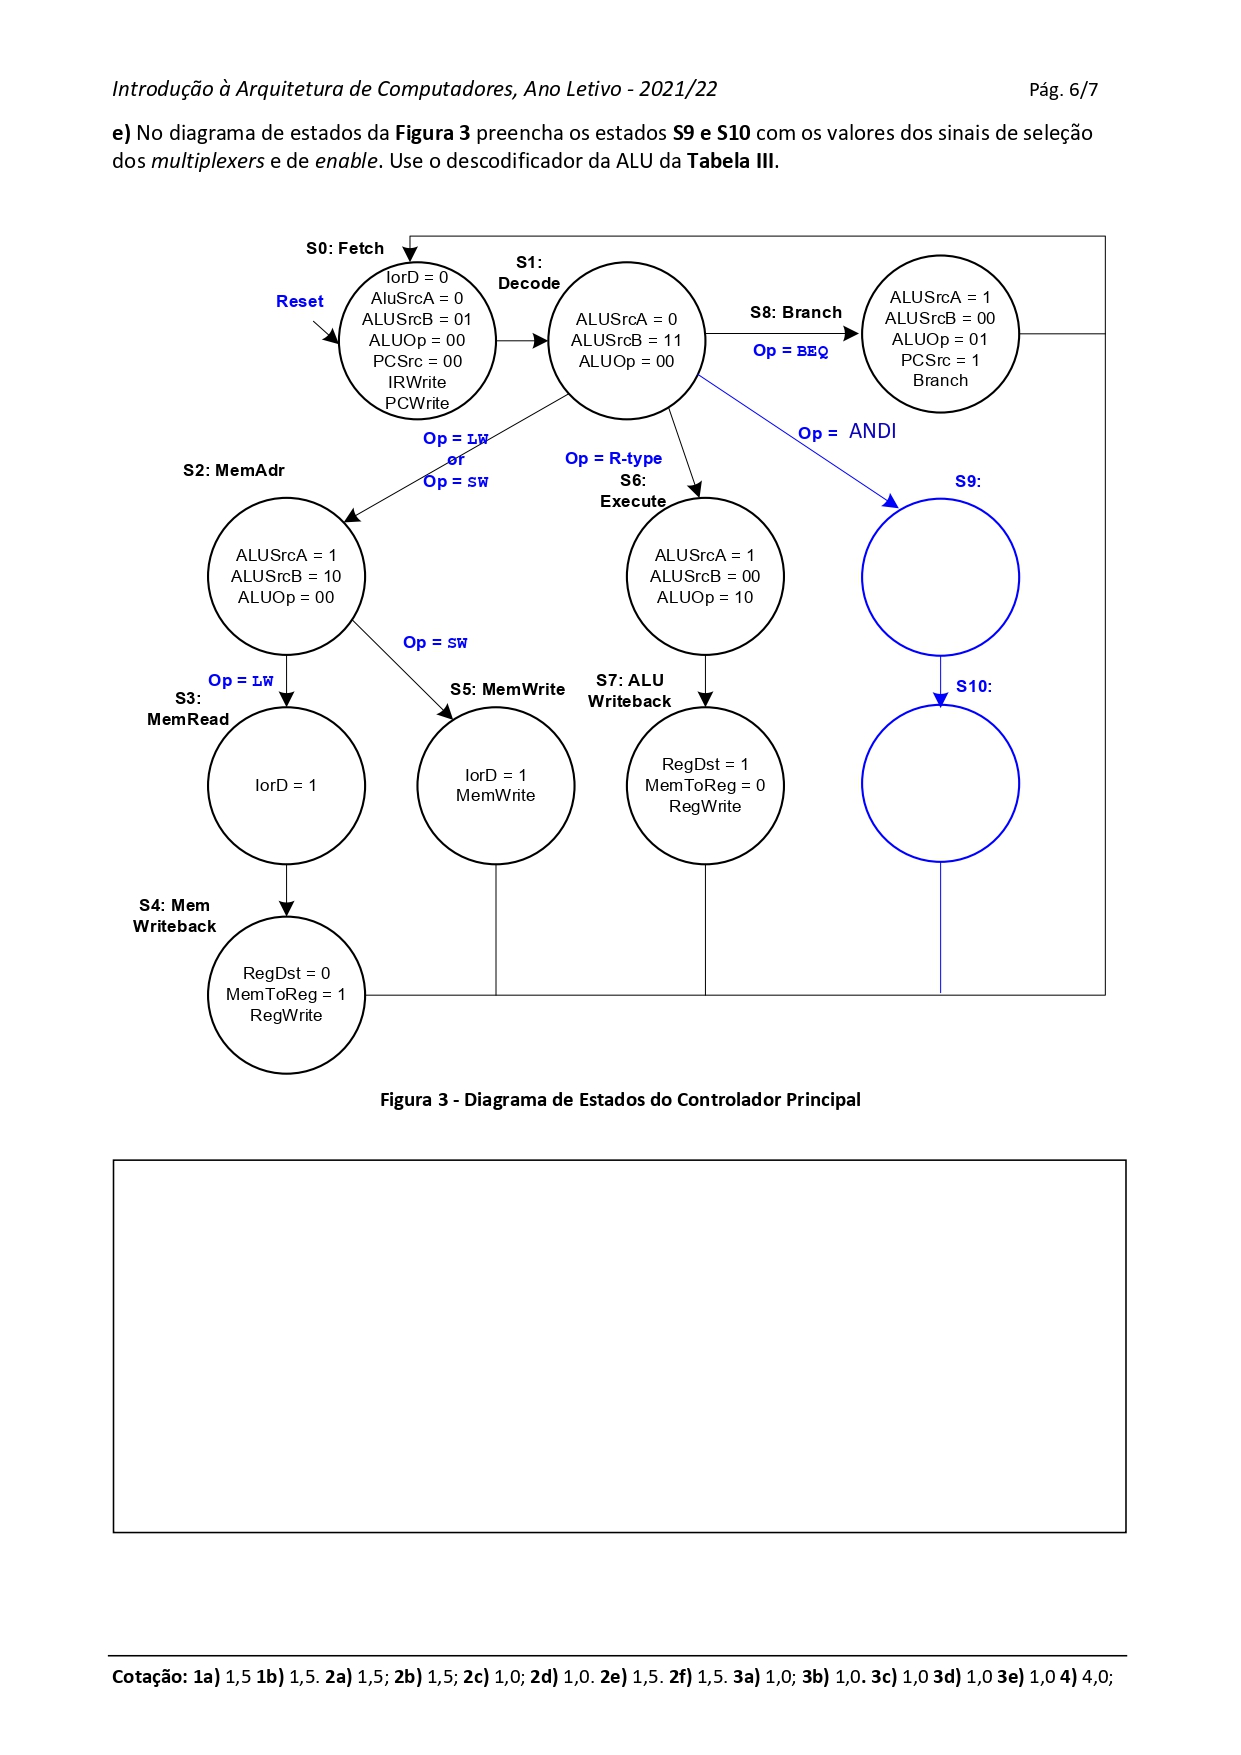 Introdução à Arquitetura de Computadores, Ano Letivo - 2021/22 Pág. 6/7
e) No diagrama de estados da Figura 3 preencha os estados S9 e S10 com os valores dos sinais de seleção
dos multiplexers e de enable. Use o descodificador da ALU da Tabela III.
S0: Fetch
Reset
IorD = 0
AluSrcA = 0
ALUSrcB = 01
ALUOp = 00
PCSrc = 00
IRWrite
PCWrite
S1:
Decode
ALUSrcA = 0
ALUSrcB = 11
ALUOp = 00
S8: Branch
Op = BEQ
ALUSrcA = 1
ALUSrcB = 00
ALUOp = 01
PCSrc = 1
Branch
Op = LW
or
Op = SW
S2: MemAdr
ALUSrcA = 1
ALUSrcB = 10
ALUOp = 00
Op = R-type
S6:
Execute
ALUSrcA = 1
ALUSrcB = 00
ALUOp = 10
Op = ANDI
S9:
Op = SW
Op = LW
S3:
MemRead
IorD = 1
S5: MemWrite
IorD = 1
MemWrite
S7: ALU
Writeback
RegDst = 1
MemToReg = 0
RegWrite
S10:
S4: Mem
Writeback
RegDst = 0
MemToReg = 1
RegWrite
Figura 3 - Diagrama de Estados do Controlador Principal
Cotação: 1a) 1,5 1b) 1,5. 2a) 1,5; 2b) 1,5; 2c) 1,0; 2d) 1,0. 2e) 1,5. 2f) 1,5. 3a) 1,0; 3b) 1,0. 3c) 1,0 3d) 1,0 3e) 1,0 4) 4,0;